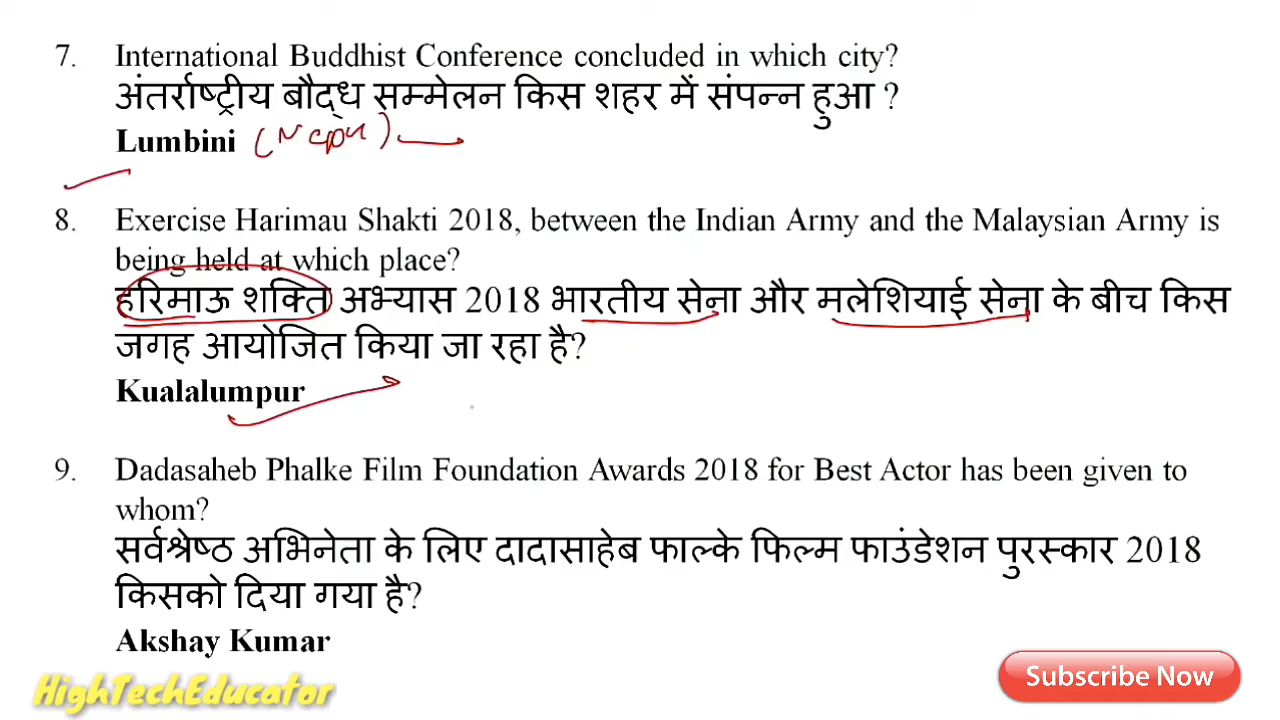 7. International Buddhist Conference concluded in which city?
अंतर्राष्ट्रीय बौद्ध सम्मेलन किस शहर में संपन्न हुआ ?
Lumbini (Nepal)
8. Exercise Harimau Shakti 2018, between the Indian Army and the Malaysian Army is
being held at which place?
हरिमाऊ शक्ति अभ्यास 2018 भारतीय सेना और मलेशियाई सेना के बीच किस
जगह आयोजित किया जा रहा है?
Kualalumpur
9. Dadasaheb Phalke Film Foundation Awards 2018 for Best Actor has been given to
whom?
सर्वश्रेष्ठ अभिनेता के लिए दादासाहेब फाल्के फिल्म फाउंडेशन पुरस्कार 2018
किसको दिया गया है?
Akshay Kumar
HighTechEducator
Subscribe Now